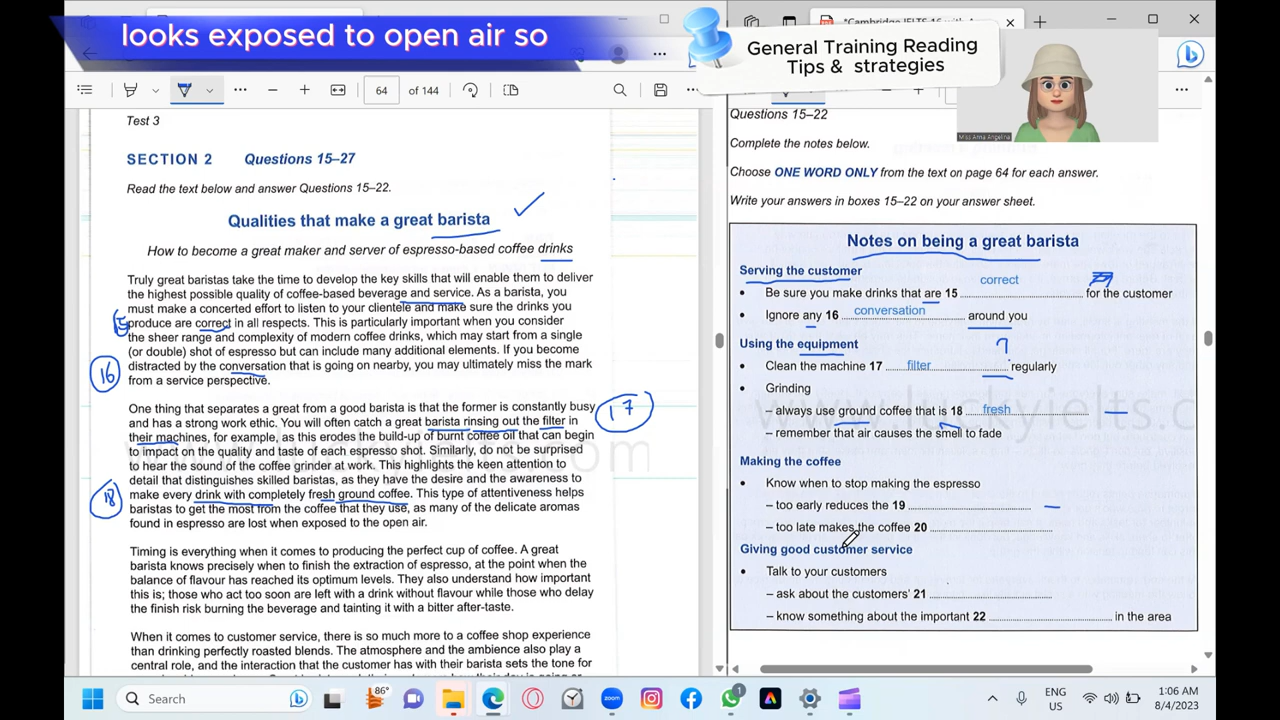 looks exposed to open air so
General Training Reading
Tips & strategies
Miss Anna Angelina
64 of 144
Test 3
SECTION 2 Questions 15–27
Read the text below and answer Questions 15–22.
Qualities that make a great barista
How to become a great maker and server of espresso-based coffee drinks
Truly great baristas take the time to develop the key skills that will enable them to deliver
the highest possible quality of coffee-based beverage and service. As a barista, you
must make a concerted effort to listen to your clientele and make sure the drinks you
produce are correct in all respects. This is particularly important when you consider
the sheer range and complexity of modern coffee drinks, which may start from a single
(or double) shot of espresso but can include many additional elements. If you become
distracted by the conversation that is going on nearby, you may ultimately miss the mark
from a service perspective.
15
16
One thing that separates a great from a good barista is that the former is constantly busy
and has a strong work ethic. You will often catch a great barista rinsing out the filter in
their machines, for example, as this erodes the build-up of burnt coffee oil that can begin
to impact on the quality and taste of each espresso shot. Similarly, do not be surprised
to hear the sound of the coffee grinder at work. This highlights the keen attention to
detail that distinguishes skilled baristas, as they have the desire and the awareness to
make every drink with completely fresh ground coffee. This type of attentiveness helps
baristas to get the most from the coffee that they use, as many of the delicate aromas
found in espresso are lost when exposed to the open air.
17
18
Timing is everything when it comes to producing the perfect cup of coffee. A great
barista knows precisely when to finish the extraction of espresso, at the point when the
balance of flavour has reached its optimum levels. They also understand how important
this is; those who act too soon are left with a drink without flavour while those who delay
the finish risk burning the beverage and tainting it with a bitter after-taste.
When it comes to customer service, there is so much more to a coffee shop experience
than drinking perfectly roasted blends. The atmosphere and the ambience also play a
central role, and the interaction that the customer has with their barista sets the tone for
Questions 15–22
Complete the notes below.
Choose ONE WORD ONLY from the text on page 64 for each answer.
Write your answers in boxes 15–22 on your answer sheet.
Notes on being a great barista
Serving the customer
• Be sure you make drinks that are 15 correct for the customer
• Ignore any 16 conversation around you
Using the equipment
• Clean the machine 17 filter regularly
• Grinding
– always use ground coffee that is 18 fresh
– remember that air causes the smell to fade
Making the coffee
• Know when to stop making the espresso
– too early reduces the 19
– too late makes the coffee 20
Giving good customer service
• Talk to your customers
– ask about the customers' 21
– know something about the important 22 in the area
www.luckyielts.com
Search
86°
zoom
ENG
US
1:06 AM
8/4/2023